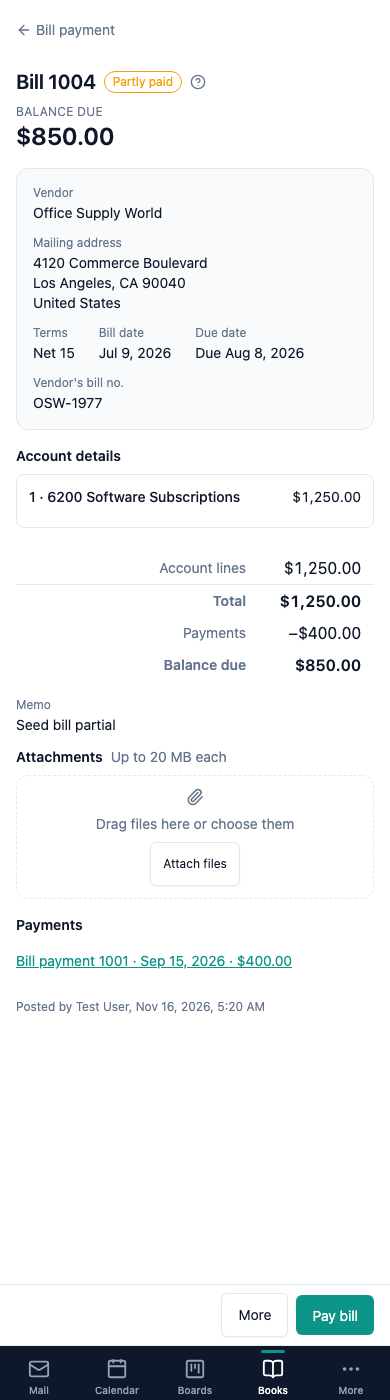 Bill payment
Bill 1004 Partly paid
BALANCE DUE
$850.00
Vendor
Office Supply World
Mailing address
4120 Commerce Boulevard
Los Angeles, CA 90040
United States
Terms Bill date Due date
Net 15 Jul 9, 2026 Due Aug 8, 2026
Vendor's bill no.
OSW-1977
Account details
1 · 6200 Software Subscriptions $1,250.00
Account lines $1,250.00
Total $1,250.00
Payments –$400.00
Balance due $850.00
Memo
Seed bill partial
Attachments Up to 20 MB each
Drag files here or choose them
Attach files
Payments
Bill payment 1001 · Sep 15, 2026 · $400.00
Posted by Test User, Nov 16, 2026, 5:20 AM
More Pay bill
Mail Calendar Boards Books More